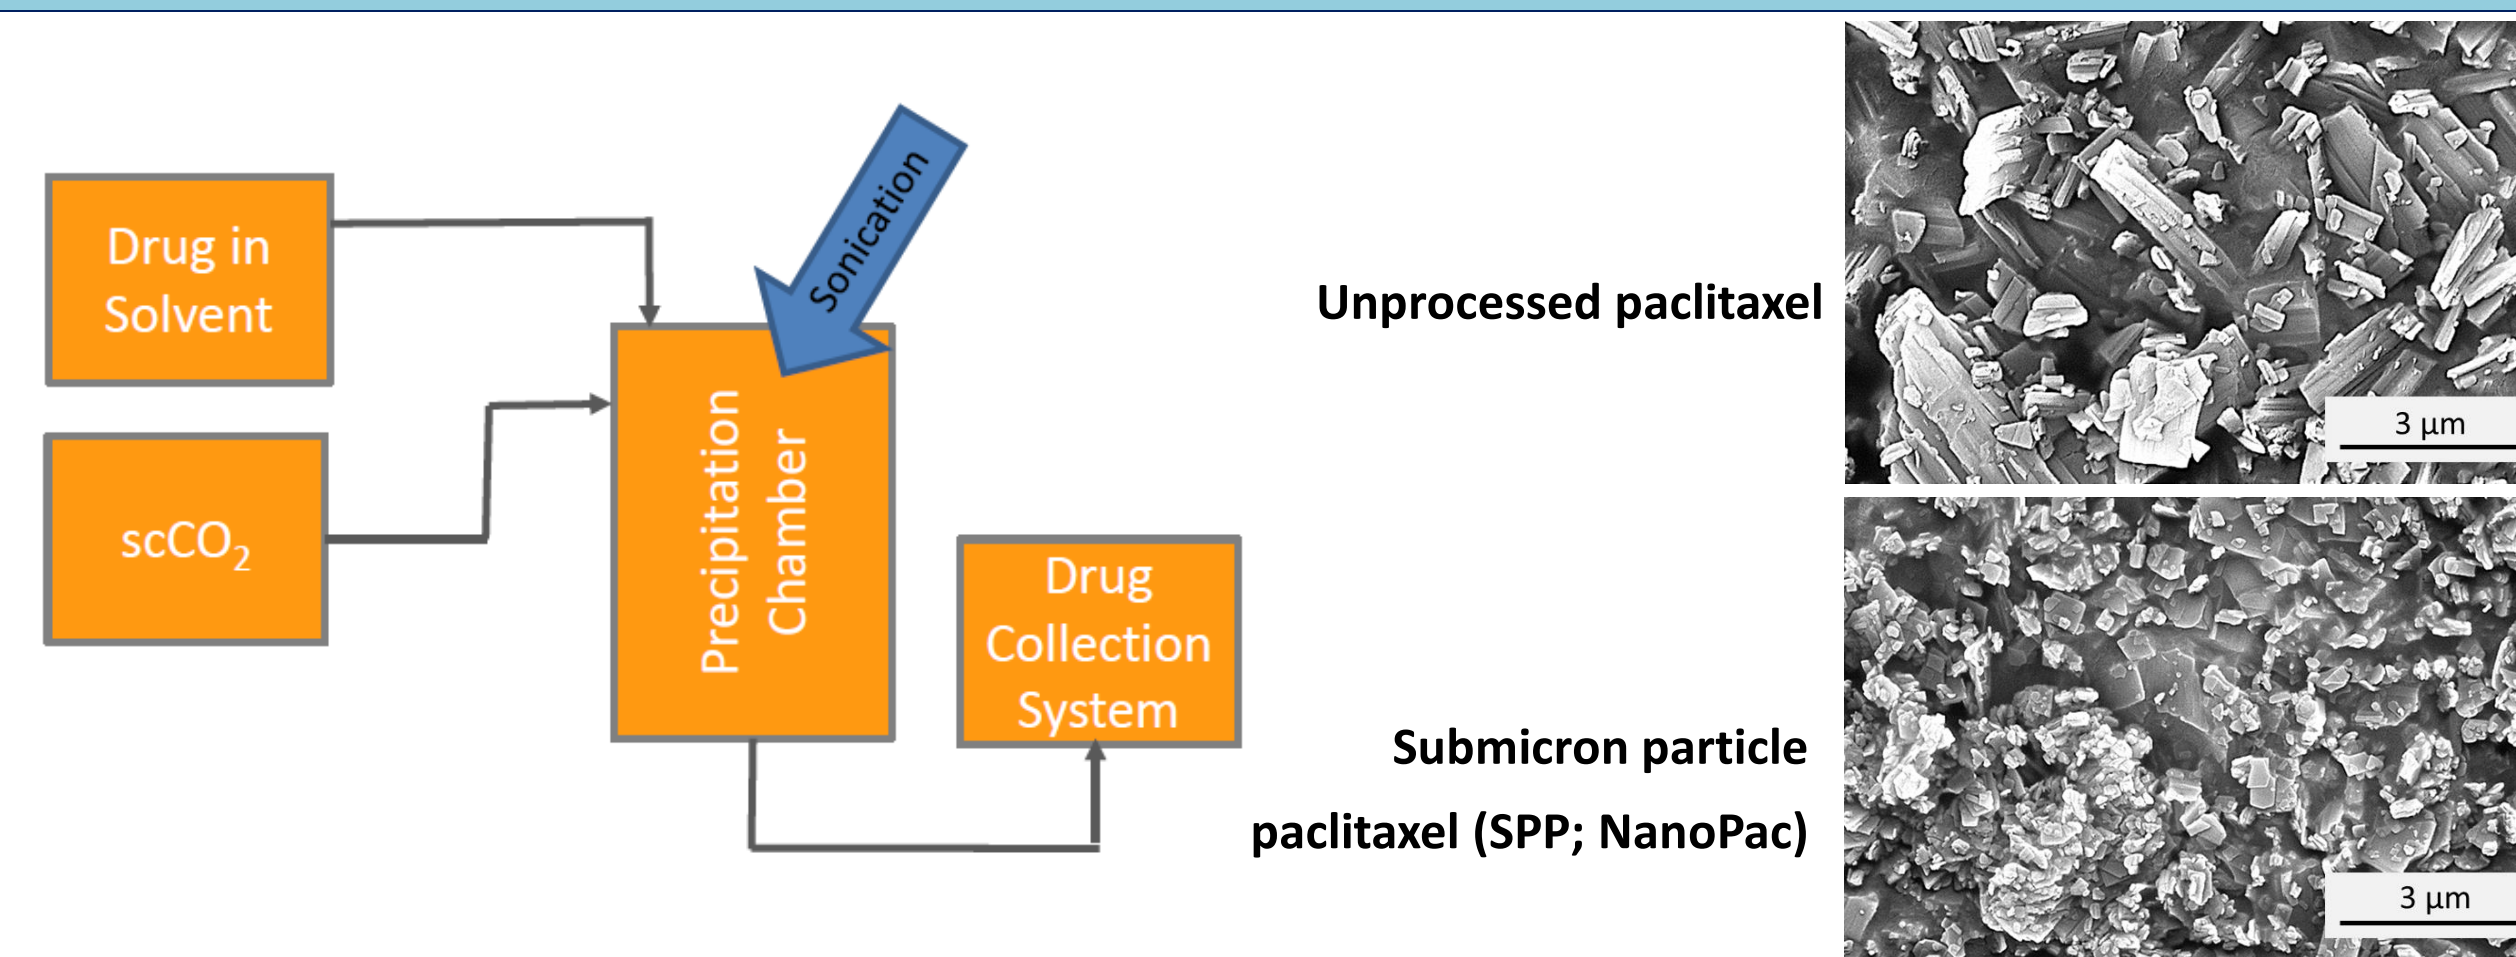 Drug in
Solvent
scCO₂
Sonication
Precipitation
Chamber
Drug
Collection
System
Unprocessed paclitaxel
3 µm
Submicron particle
paclitaxel (SPP; NanoPac)
3 µm